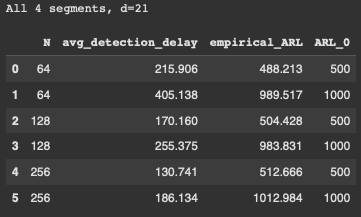 All 4 segments, d=21
N avg_detection_delay empirical_ARL ARL_0
0 64 215.906 488.213 500
1 64 405.138 989.517 1000
2 128 170.160 504.428 500
3 128 255.375 983.831 1000
4 256 130.741 512.666 500
5 256 186.134 1012.984 1000